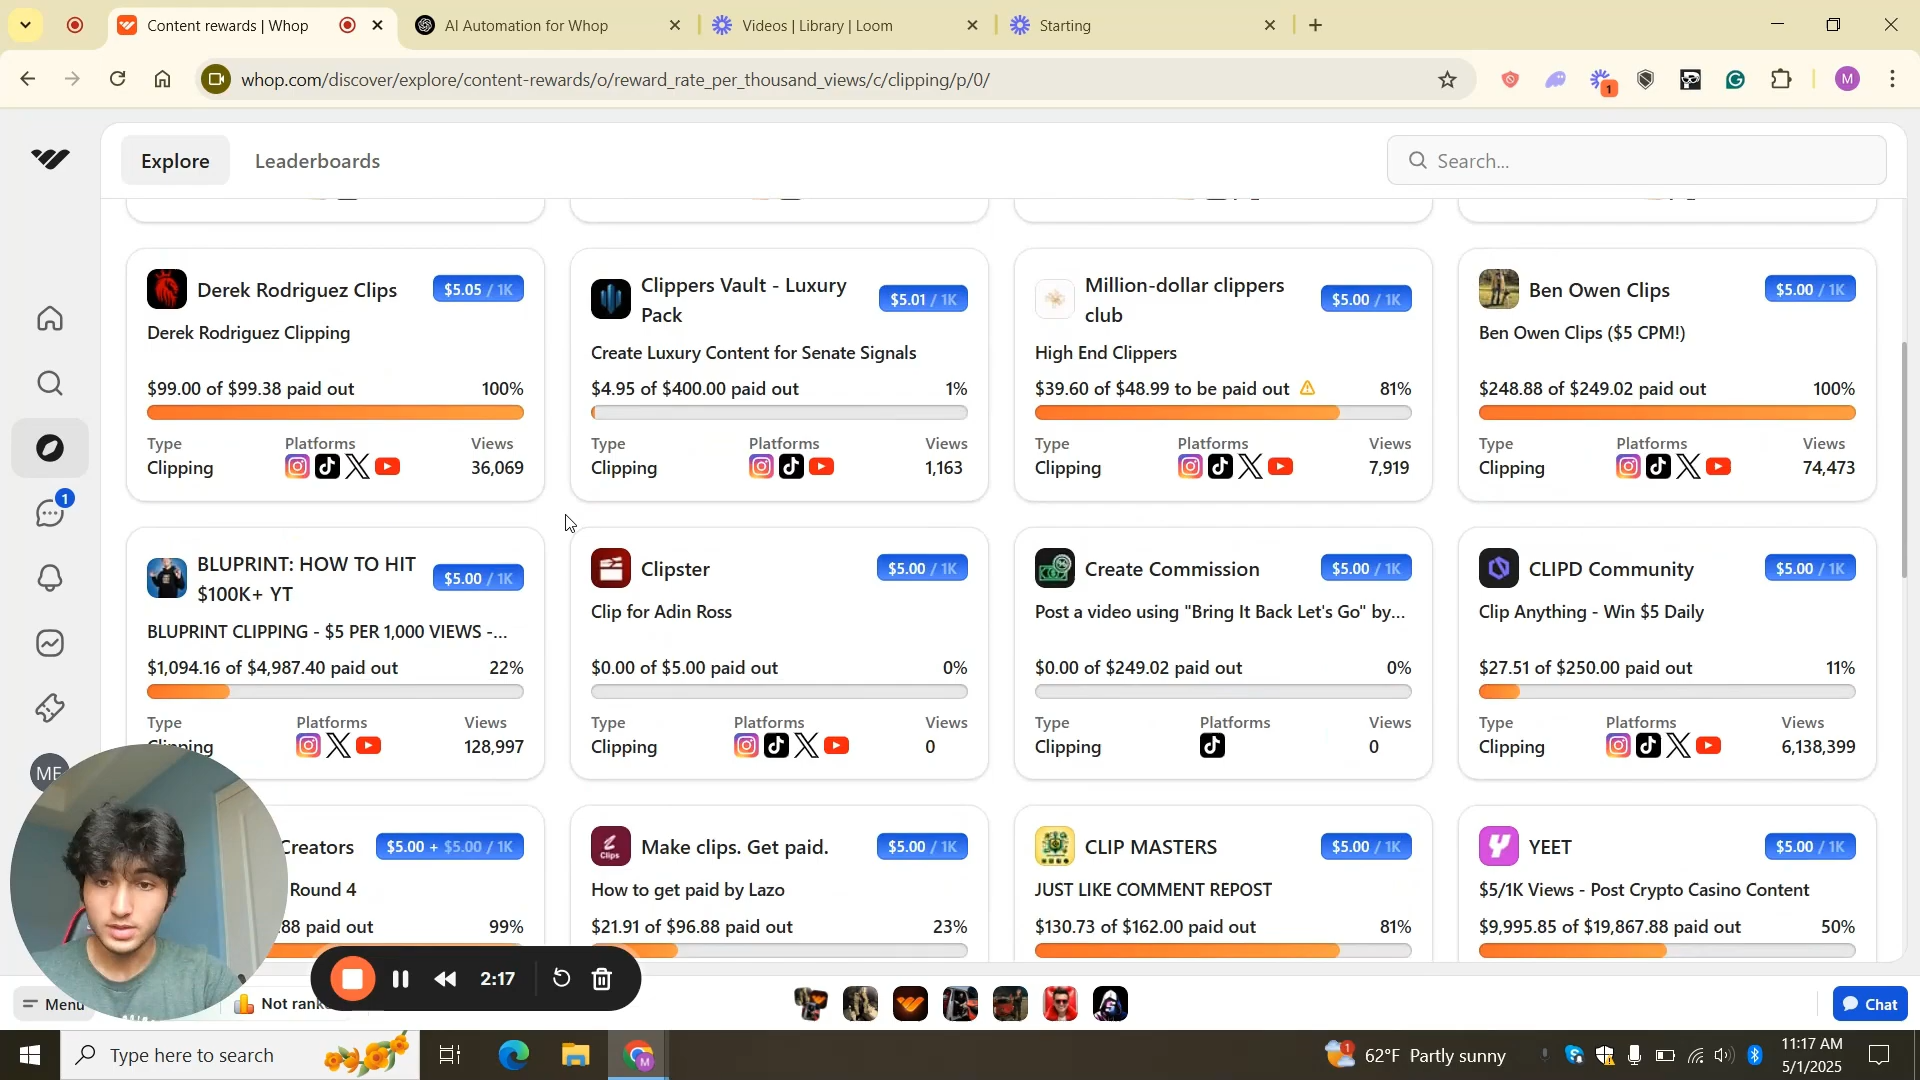 Content rewards | Whop
AI Automation for Whop
Videos | Library | Loom
Starting
whop.com/discover/explore/content-rewards/o/reward_rate_per_thousand_views/c/clipping/p/0/
1
M
Explore
Leaderboards
Search...
Derek Rodriguez Clips
$5.05 / 1K
Derek Rodriguez Clipping
$99.00 of $99.38 paid out
100%
Type
Platforms
Views
Clipping
36,069
Clippers Vault - Luxury
Pack
$5.01 / 1K
Create Luxury Content for Senate Signals
$4.95 of $400.00 paid out
1%
Type
Platforms
Views
Clipping
1,163
Million-dollar clippers
club
$5.00 / 1K
High End Clippers
$39.60 of $48.99 to be paid out
81%
Type
Platforms
Views
Clipping
7,919
Ben Owen Clips
$5.00 / 1K
Ben Owen Clips ($5 CPM!)
$248.88 of $249.02 paid out
100%
Type
Platforms
Views
Clipping
74,473
1
BLUPRINT: HOW TO HIT
$100K+ YT
$5.00 / 1K
BLUPRINT CLIPPING - $5 PER 1,000 VIEWS -...
$1,094.16 of $4,987.40 paid out
22%
Type
Platforms
Views
Clipping
128,997
Clipster
$5.00 / 1K
Clip for Adin Ross
$0.00 of $5.00 paid out
0%
Type
Platforms
Views
Clipping
0
Create Commission
$5.00 / 1K
Post a video using "Bring It Back Let's Go" by...
$0.00 of $249.02 paid out
0%
Type
Platforms
Views
Clipping
0
CLIPD Community
$5.00 / 1K
Clip Anything - Win $5 Daily
$27.51 of $250.00 paid out
11%
Type
Platforms
Views
Clipping
6,138,399
ME
Creators
$5.00 + $5.00 / 1K
Round 4
.88 paid out
99%
Clips
Make clips. Get paid.
$5.00 / 1K
How to get paid by Lazo
$21.91 of $96.88 paid out
23%
CLIP MASTERS
$5.00 / 1K
JUST LIKE COMMENT REPOST
$130.73 of $162.00 paid out
81%
YEET
$5.00 / 1K
$5/1K Views - Post Crypto Casino Content
$9,995.85 of $19,867.88 paid out
50%
2:17
Menu
Not rank
Chat
Type here to search
M
1
62°F Partly sunny
11:17 AM
5/1/2025